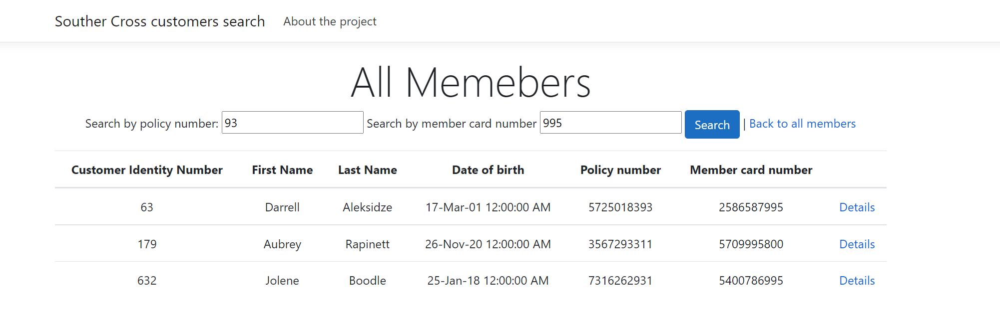 Souther Cross customers search About the project
All Memebers
Search by policy number: 93 Search by member card number 995 Search | Back to all members
Customer Identity Number First Name Last Name Date of birth Policy number Member card number
63 Darrell Aleksidze 17-Mar-01 12:00:00 AM 5725018393 2586587995 Details
179 Aubrey Rapinett 26-Nov-20 12:00:00 AM 3567293311 5709995800 Details
632 Jolene Boodle 25-Jan-18 12:00:00 AM 7316262931 5400786995 Details